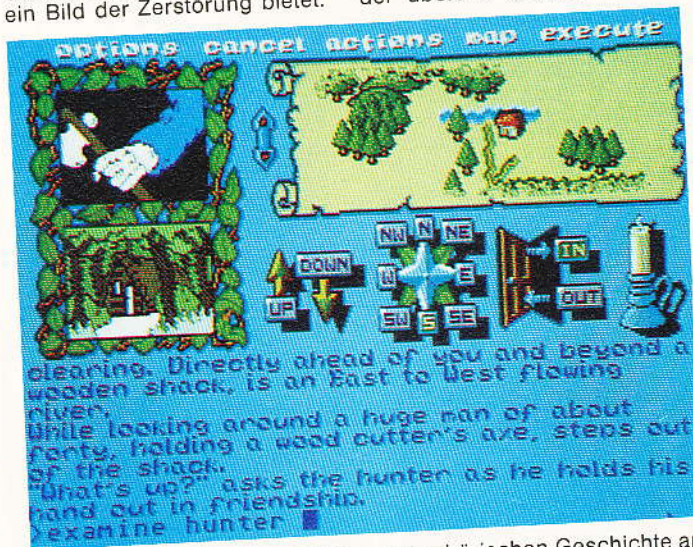 ein Bild der Zerstörung bietet.
options cancel actions map execute
NW N NE
W E
SW S SE
UP DOWN
IN
OUT
clearing. Directly ahead of you and beyond a
wooden shack, is an East to West flowing
river.
While looking around a huge man of about
forty, holding a wood cutter's axe, steps out
of the shack.
"What's up?" asks the hunter as he holds his
hand out in friendship.
>examine hunter
Geschichte